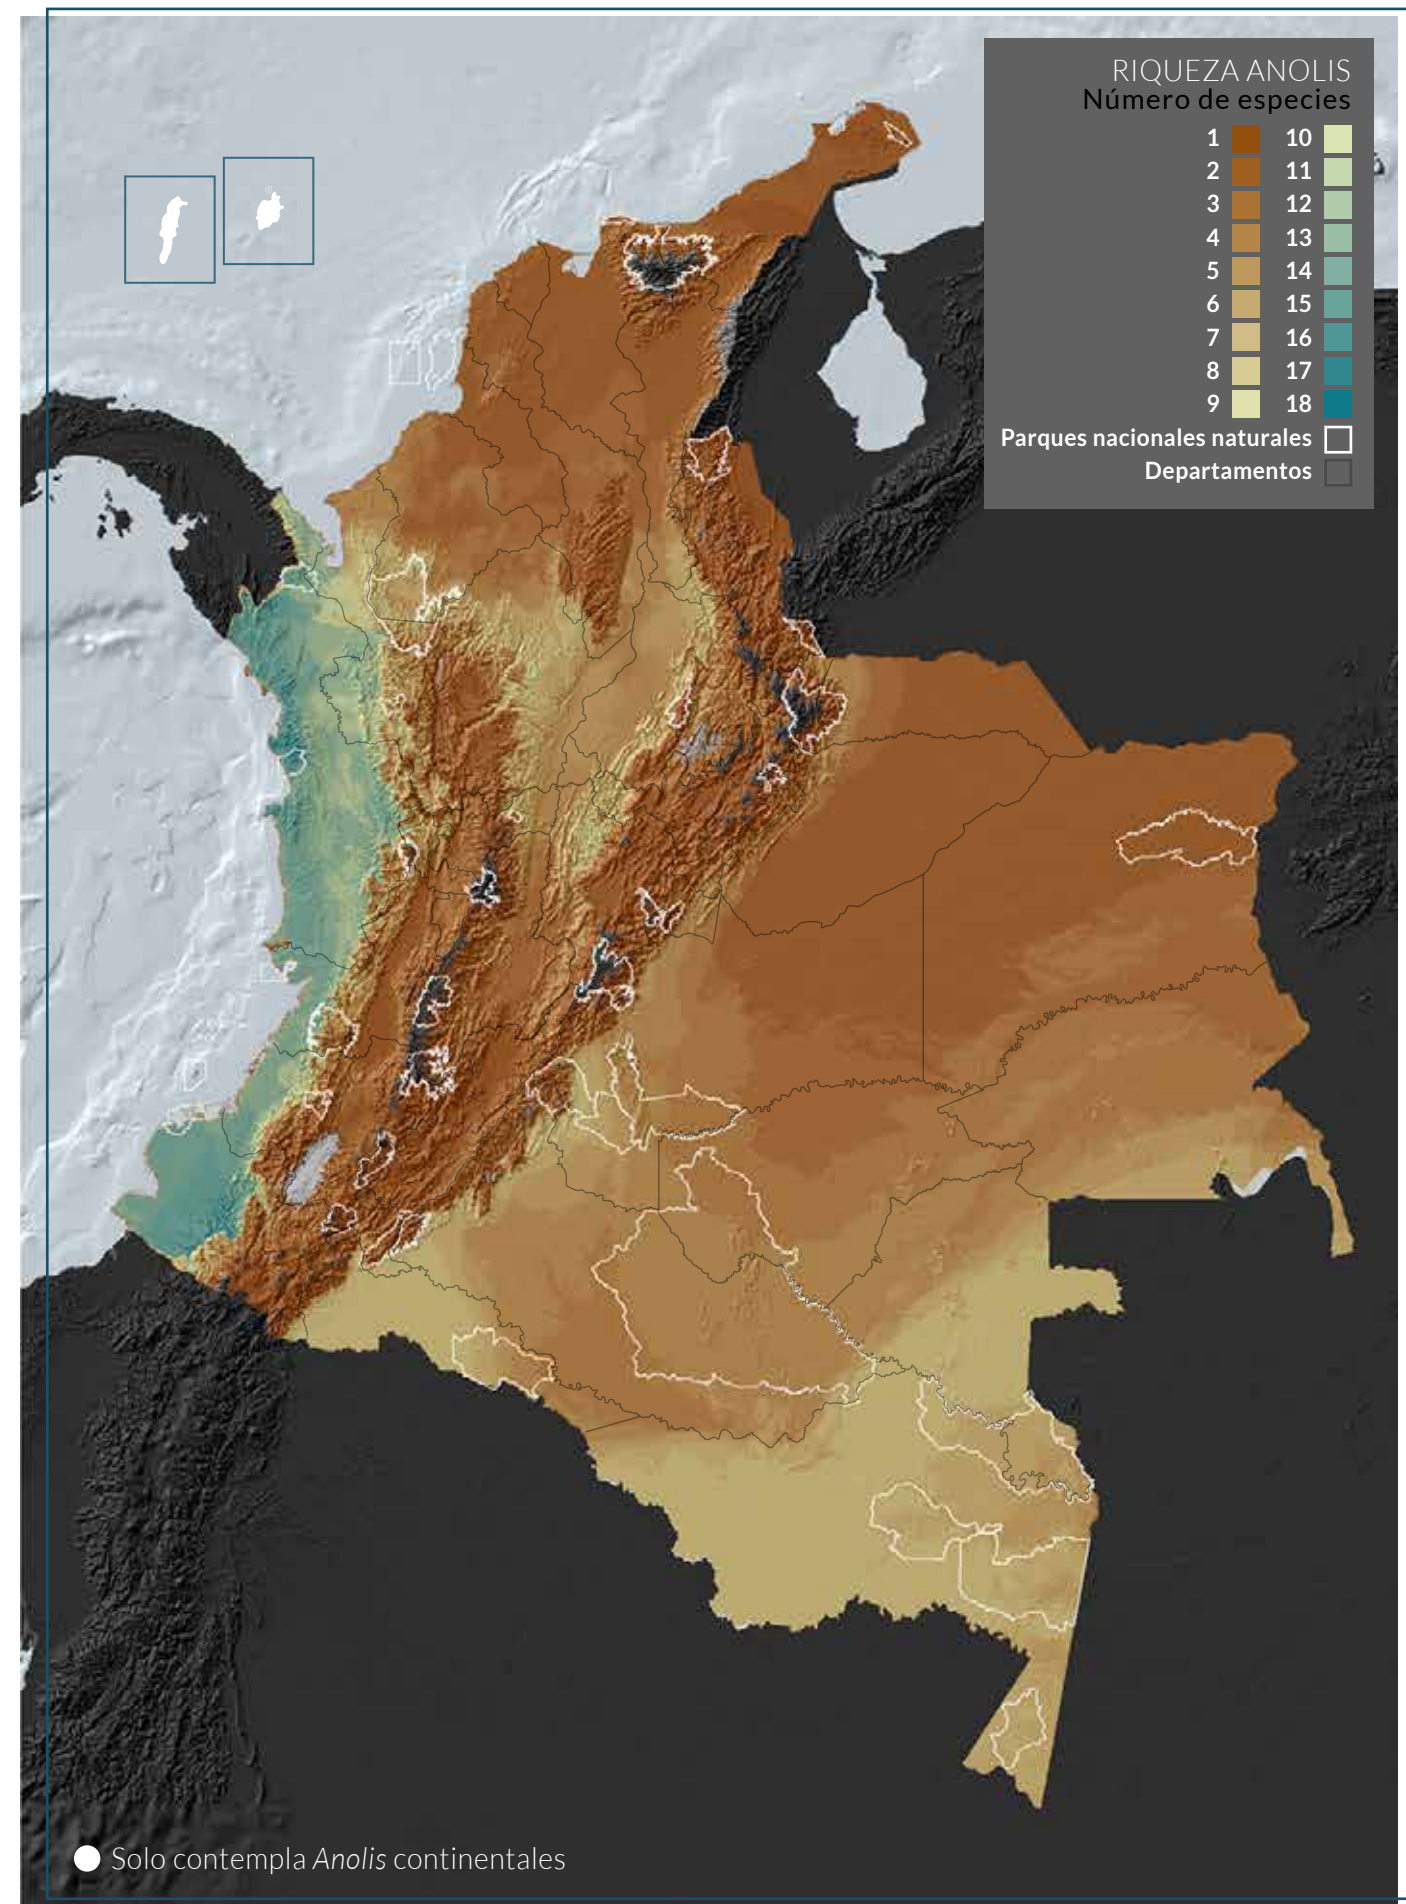 RIQUEZA ANOLIS
Número de especies
1 10
2 11
3 12
4 13
5 14
6 15
7 16
8 17
9 18
Parques nacionales naturales
Departamentos
Solo contempla Anolis continentales